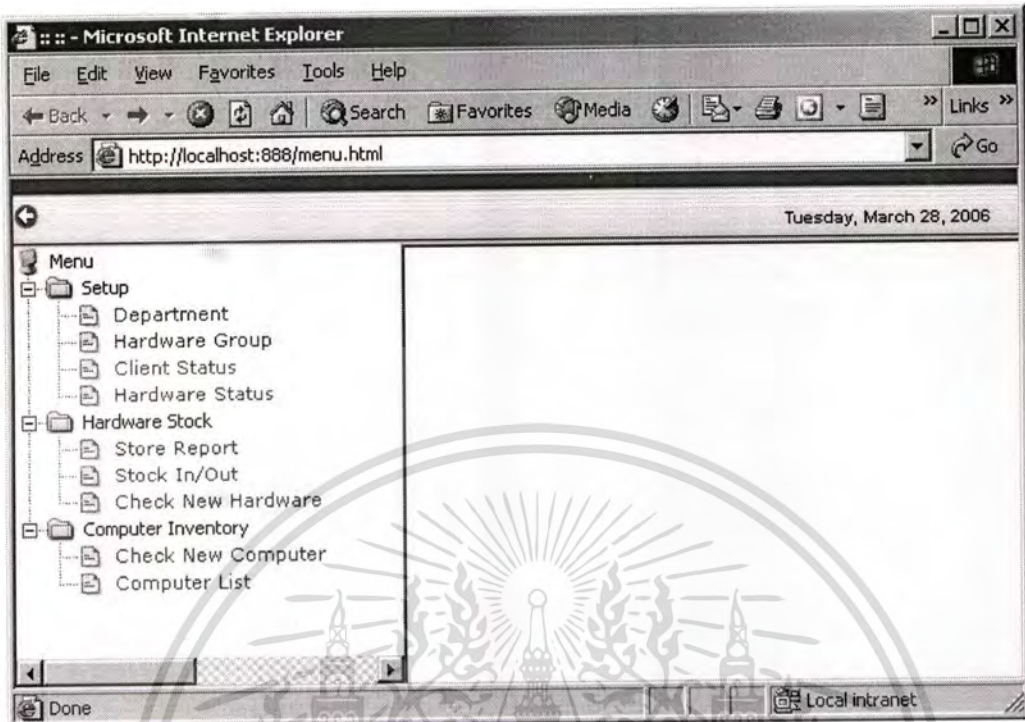 :: :: - Microsoft Internet Explorer
File Edit View Favorites Tools Help
Back Search Favorites Media » Links »
Address http://localhost:888/menu.html Go
Tuesday, March 28, 2006
Menu
Setup
Department
Hardware Group
Client Status
Hardware Status
Hardware Stock
Store Report
Stock In/Out
Check New Hardware
Computer Inventory
Check New Computer
Computer List
Done Local intranet